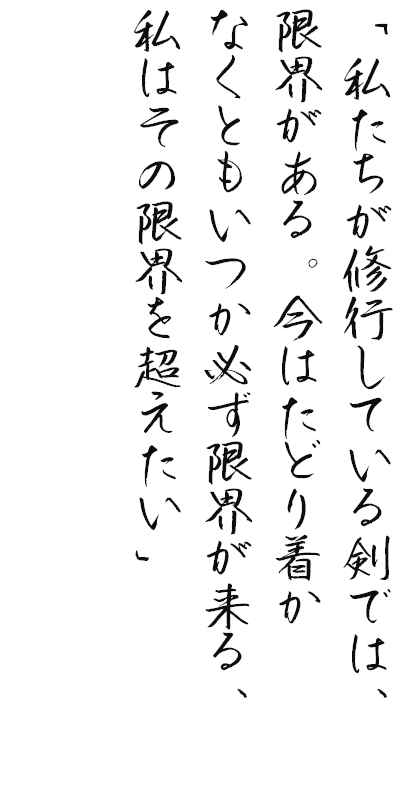 「私たちが修行している剣では、
限界がある。今はたどり着か
なくともいつか必ず限界が来る、
私はその限界を超えたい」